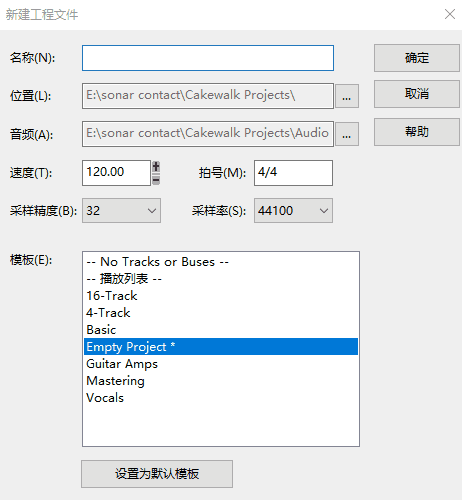 新建工程文件
名称(N):
确定
位置(L):
E:\sonar contact\Cakewalk Projects\
...
取消
音频(A):
E:\sonar contact\Cakewalk Projects\Audio
...
帮助
速度(T):
120.00
拍号(M):
4/4
采样精度(B):
32
采样率(S):
44100
模板(E):
-- No Tracks or Buses --
-- 播放列表 --
16-Track
4-Track
Basic
Empty Project *
Guitar Amps
Mastering
Vocals
设置为默认模板